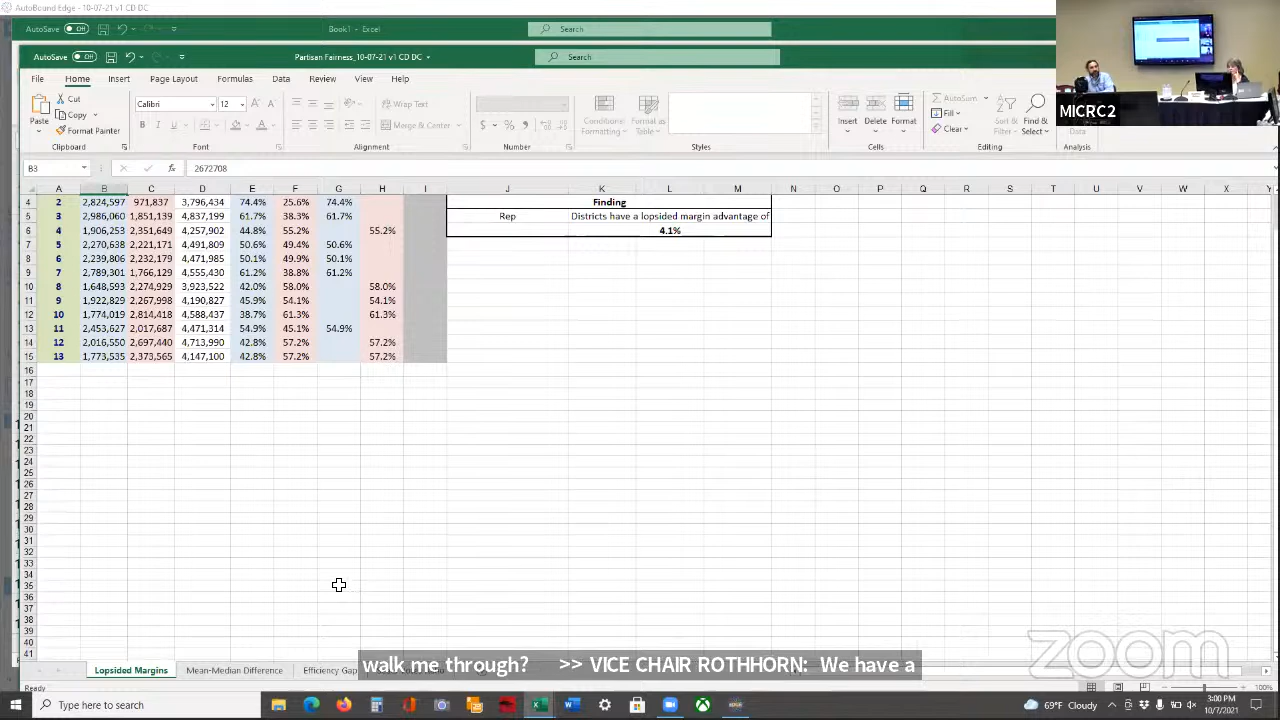 AutoBound Edge - 10-07-21 v1 CD DC
AutoSave Off Book1 - Excel Search
AutoSave Off Partisan Fairness_10-07-21 v1 CD DC Search
File Home Insert Page Layout Formulas Data Review View Help
Paste Cut Copy Format Painter Clipboard
Calibri 12 Font
Wrap Text Merge & Center Alignment
Number
Conditional Formatting Format as Table Styles
Insert Delete Format Cells
AutoSum Fill Clear Sort & Filter Find & Select Editing
Data Analysis
MICRC2
B3 2672708
A B C D E F G H I J K L M N O P Q R S T U V W X Y
4 2 2,824,597 971,837 3,796,434 74.4% 25.6% 74.4% Finding
5 3 2,986,060 1,851,139 4,837,199 61.7% 38.3% 61.7% Rep Districts have a lopsided margin advantage of
6 4 1,906,253 2,351,649 4,257,902 44.8% 55.2% 55.2% 4.1%
7 5 2,270,638 2,221,171 4,491,809 50.6% 49.4% 50.6%
8 6 2,239,806 2,232,179 4,471,985 50.1% 49.9% 50.1%
9 7 2,789,301 1,766,129 4,555,430 61.2% 38.8% 61.2%
10 8 1,648,593 2,274,929 3,923,522 42.0% 58.0% 58.0%
11 9 1,922,829 2,267,998 4,190,827 45.9% 54.1% 54.1%
12 10 1,774,019 2,814,418 4,588,437 38.7% 61.3% 61.3%
13 11 2,453,627 2,017,687 4,471,314 54.9% 45.1% 54.9%
14 12 2,016,550 2,697,440 4,713,990 42.8% 57.2% 57.2%
15 13 1,773,535 2,373,565 4,147,100 42.8% 57.2% 57.2%
16
17
18
19
20
21
22
23
24
25
26
27
28
29
30
31
32
33
34
35
36
37
38
39
40
41
zoom
walk me through? >> VICE CHAIR ROTHHORN: We have a
Lopsided Margins Mean-Median Difference Efficiency Gap
Ready 100%
Type here to search 69°F Cloudy 3:00 PM
10/7/2021